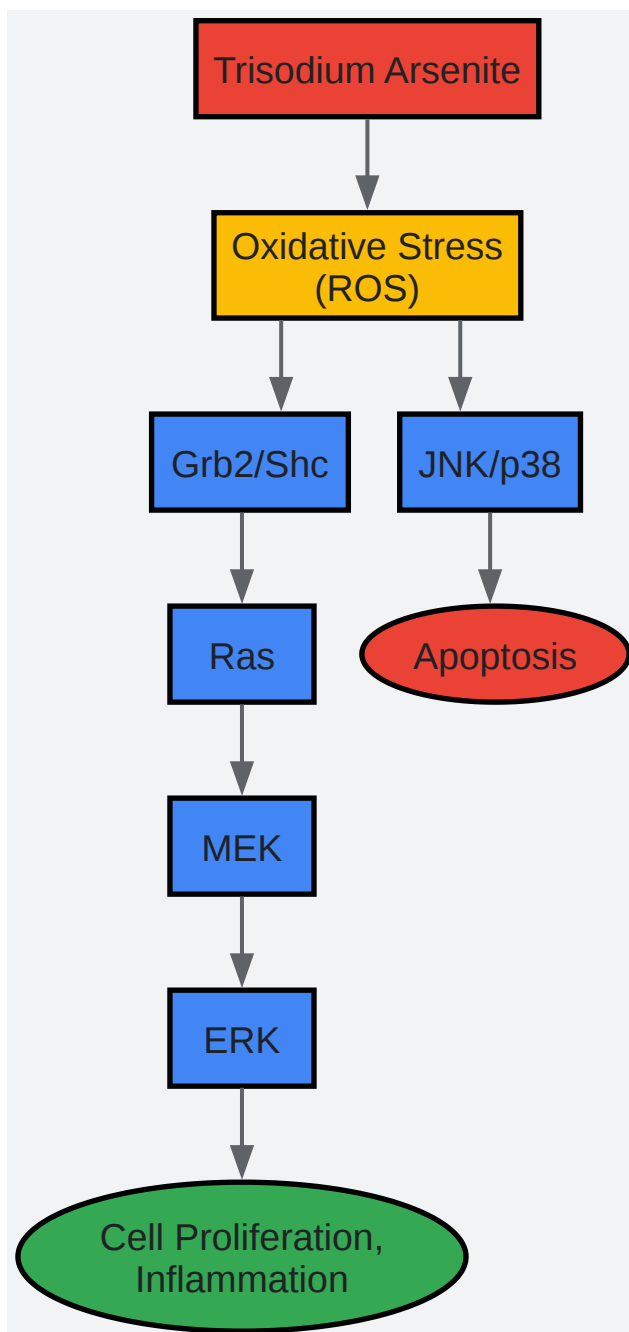 Trisodium Arsenite
Oxidative Stress
(ROS)
Grb2/Shc
JNK/p38
Ras
Apoptosis
MEK
ERK
Cell Proliferation,
Inflammation